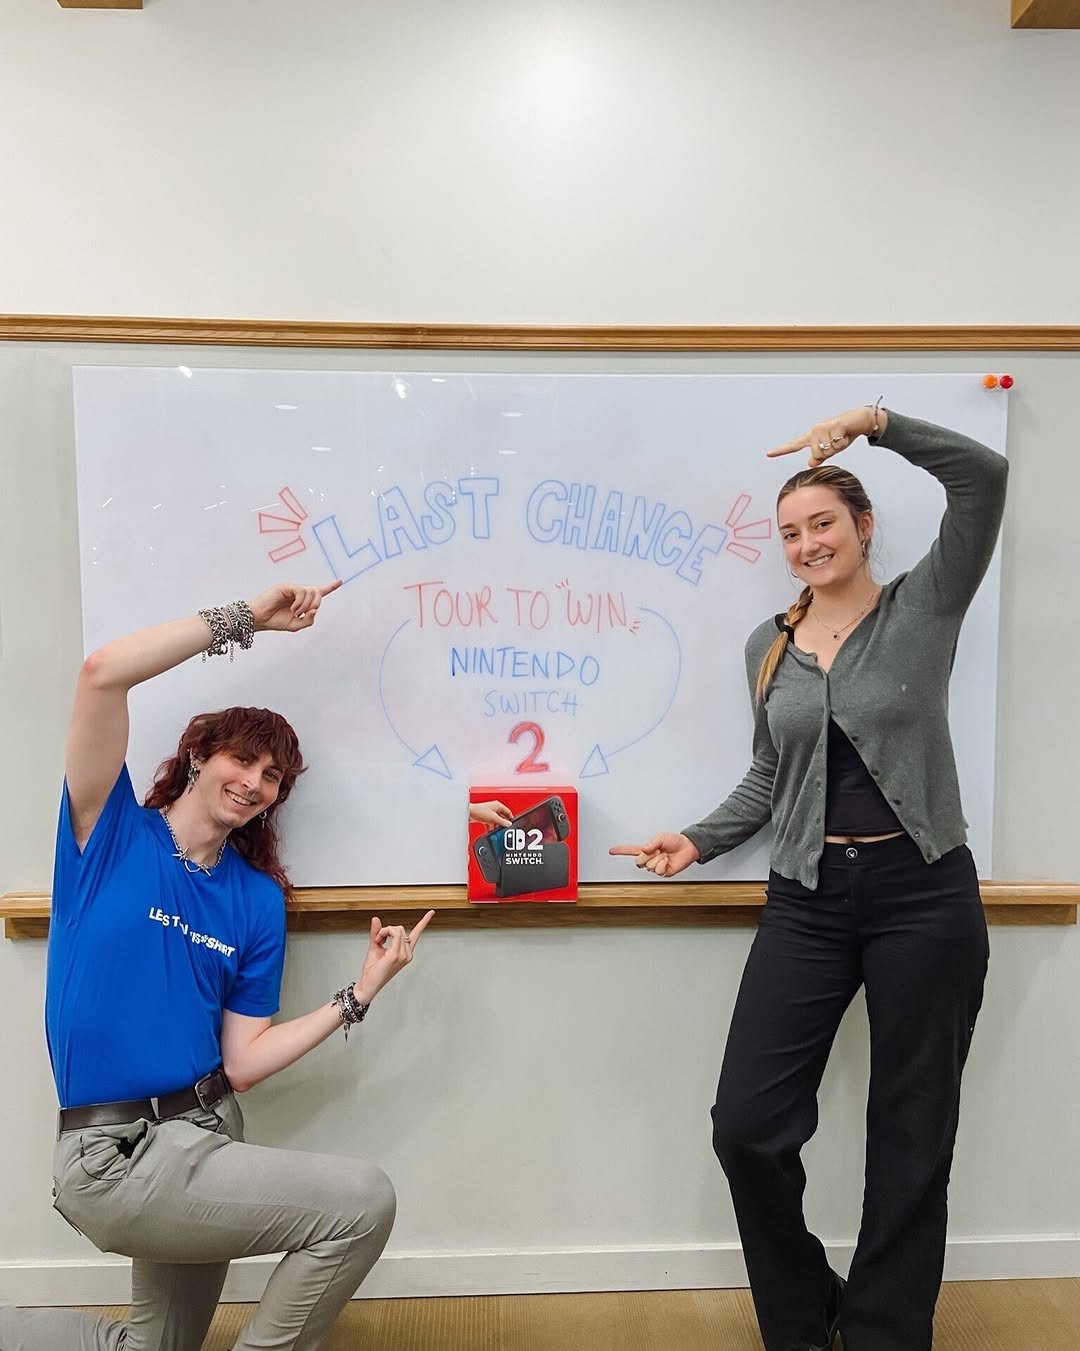 LAST CHANCE
TOUR TO "WIN
NINTENDO
SWITCH
2
2
NINTENDO
SWITCH